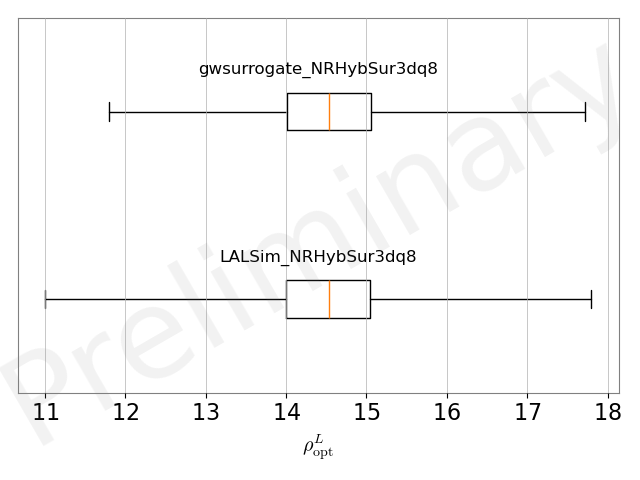 gwsurrogate_NRHybSur3dq8
LALSim_NRHybSur3dq8
Preliminary
11 12 13 14 15 16 17 18
ρ^L_opt